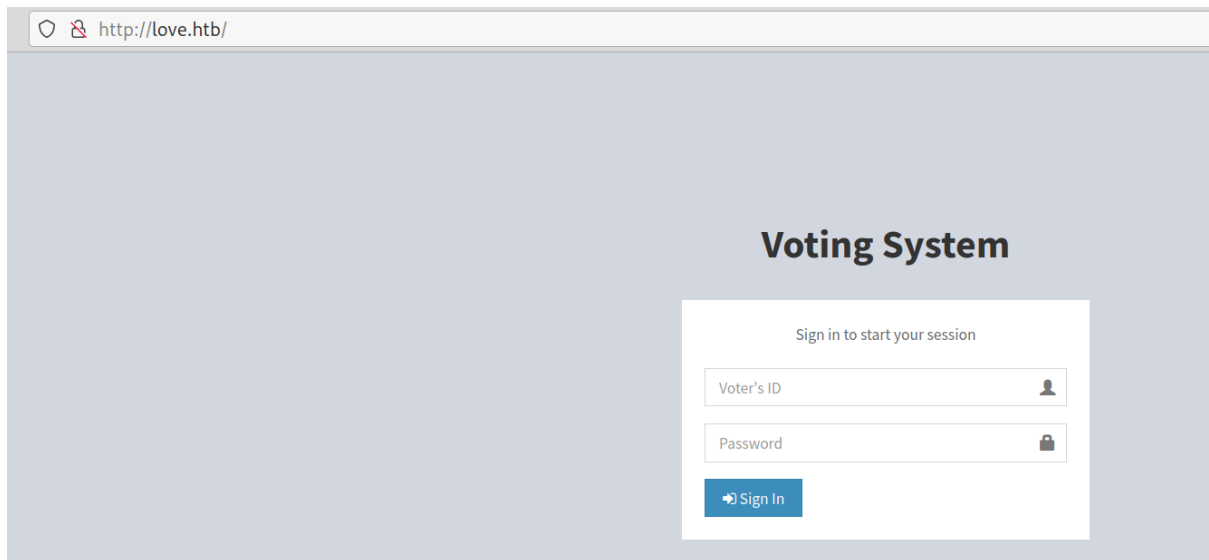 http://love.htb/
Voting System
Sign in to start your session
Voter's ID
Password
Sign In